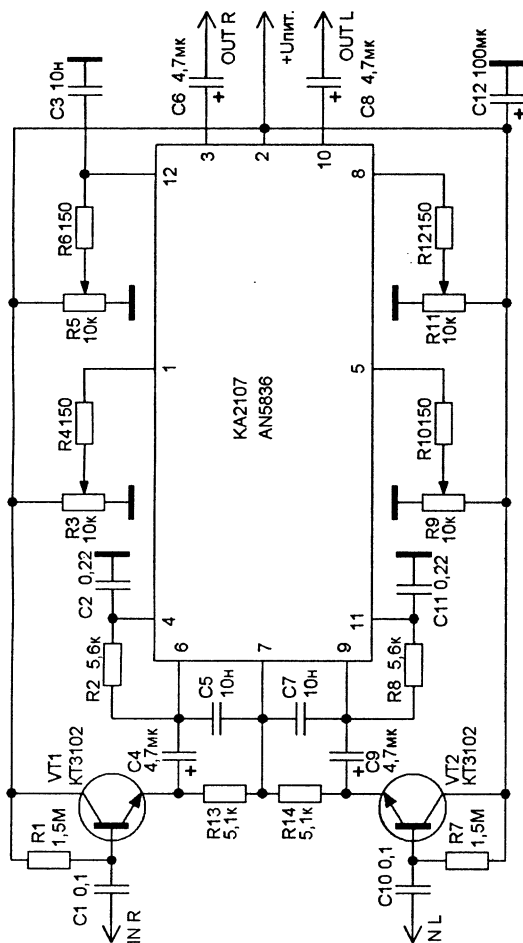 IN R
C1 0,1
R1
1,5М
VT1
КТ3102
R2 5,6к
C2 0,22
C4
4,7мк
+
C5
10н
R13
5,1к
R14
5,1к
C7
10н
C9
4,7мк
+
R3
10к
R4150
R5
10к
R6150
C3 10н
4
6
7
9
11
1
12
5
8
3
2
10
KA2107
AN5836
C6 4,7мк
+
OUT R
+Uпит.
OUT L
C8 4,7мк
+
C12 100мк
+
R12150
R11
10к
R10150
R9
10к
C11 0,22
R8 5,6к
VT2
КТ3102
R7
1,5М
C10 0,1
N L